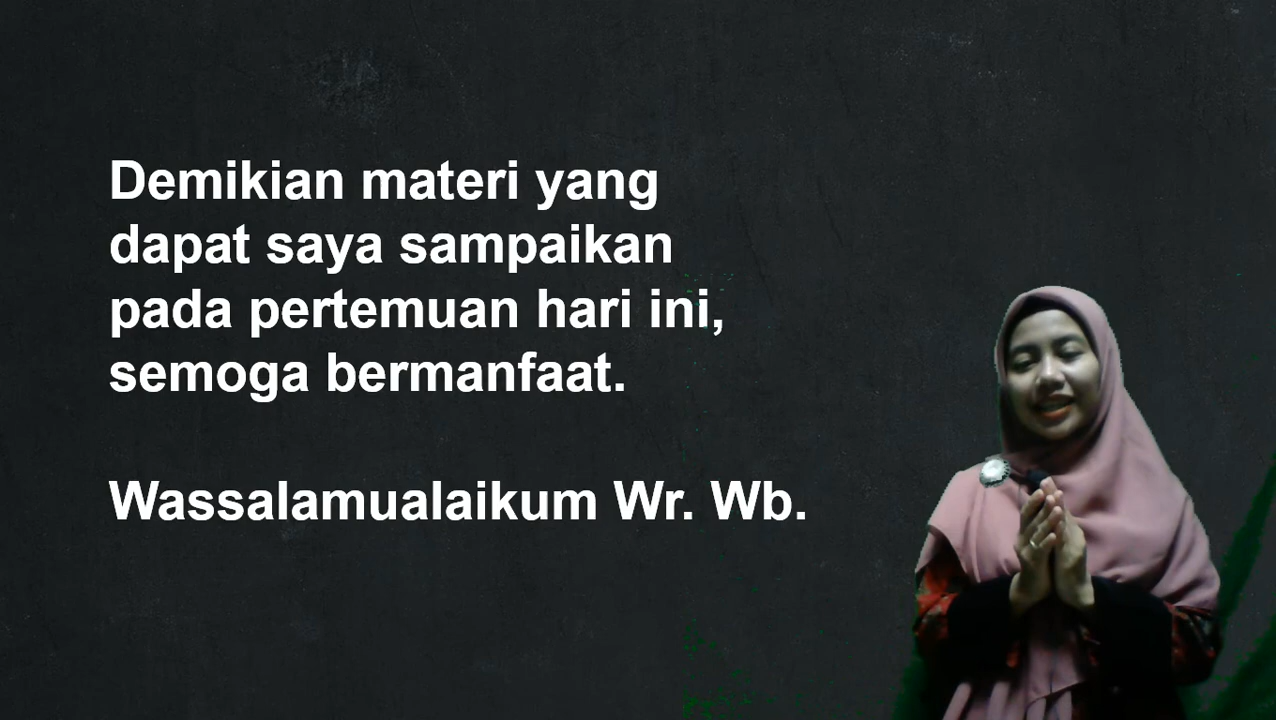 Demikian materi yang
dapat saya sampaikan
pada pertemuan hari ini,
semoga bermanfaat.
Wassalamualaikum Wr. Wb.